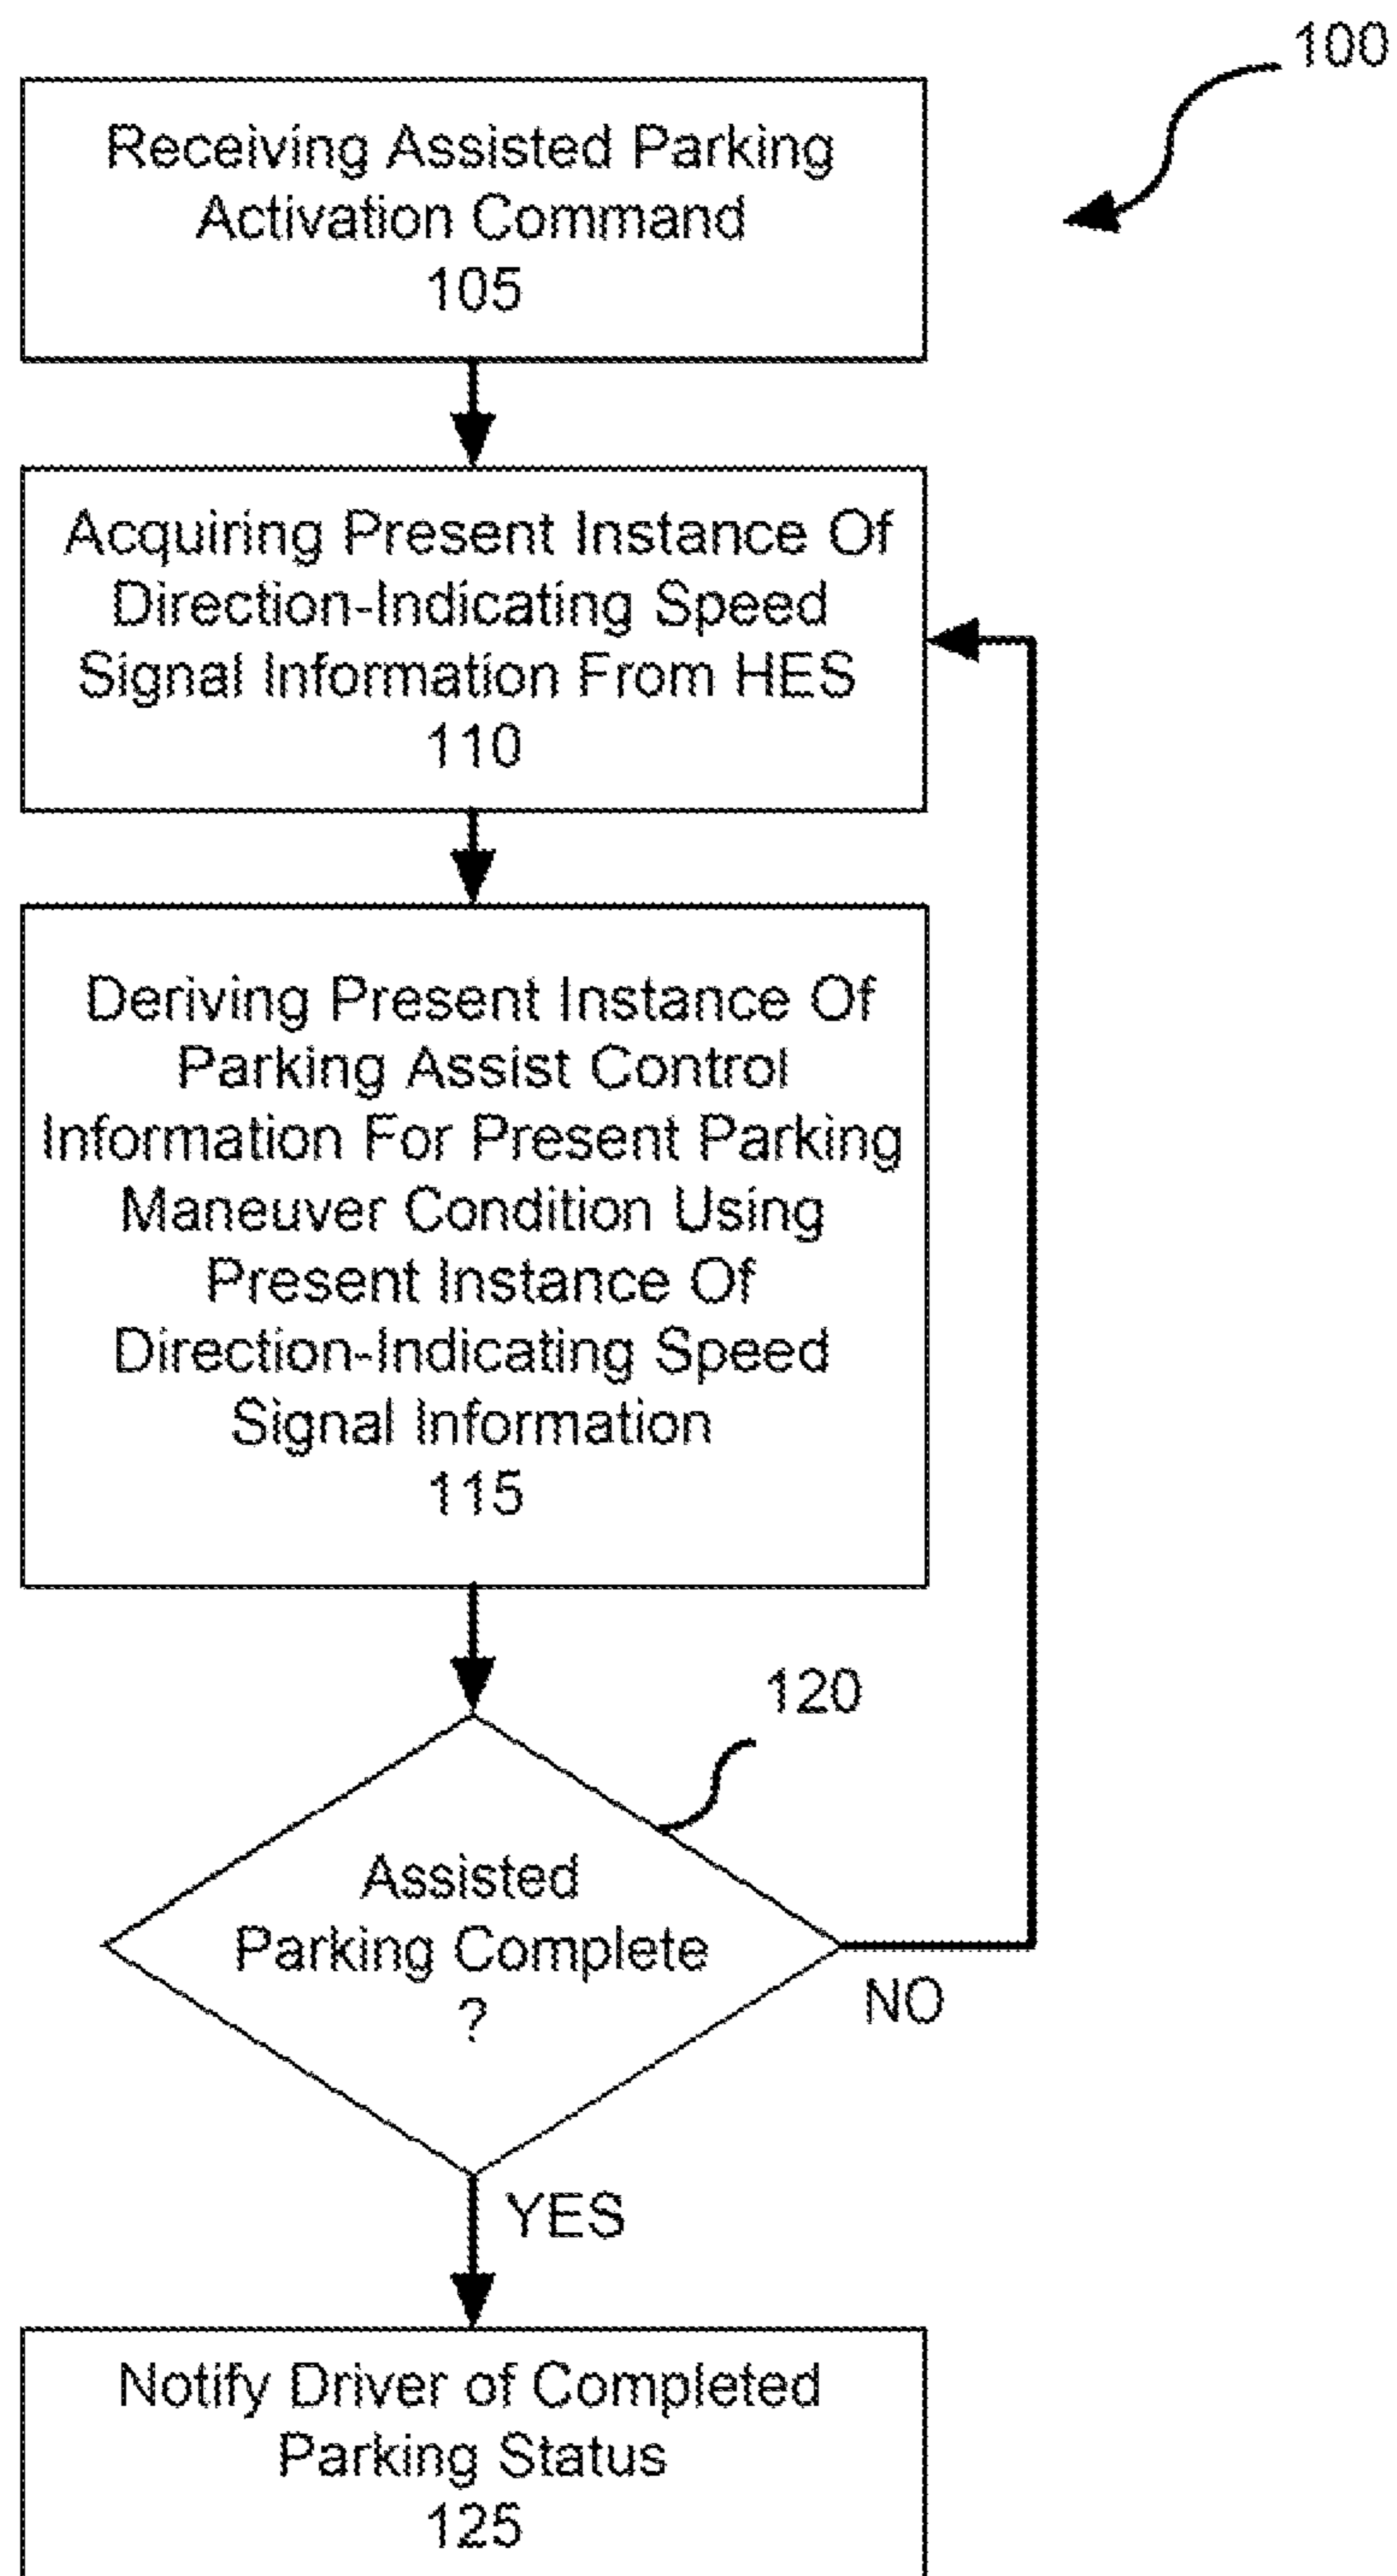 100
Receiving Assisted Parking
Activation Command
105
Acquiring Present Instance Of
Direction-Indicating Speed
Signal Information From HES
110
Deriving Present Instance Of
Parking Assist Control
Information For Present Parking
Maneuver Condition Using
Present Instance Of
Direction-Indicating Speed
Signal Information
115
120
Assisted
Parking Complete
?
NO
YES
Notify Driver of Completed
Parking Status
125